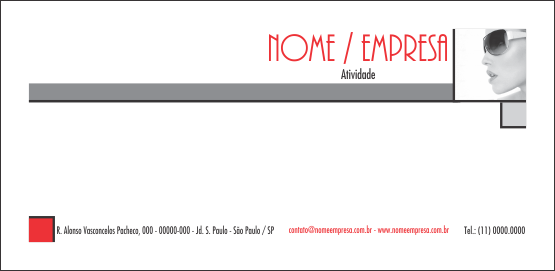 NOME / EMPRESA
Atividade
R. Alonso Vasconcelos Pacheco, 000 - 00000-000 - Jd. S. Paulo - São Paulo / SP contato@nomeempresa.com.br - www.nomeempresa.com.br Tel.: (11) 0000.0000